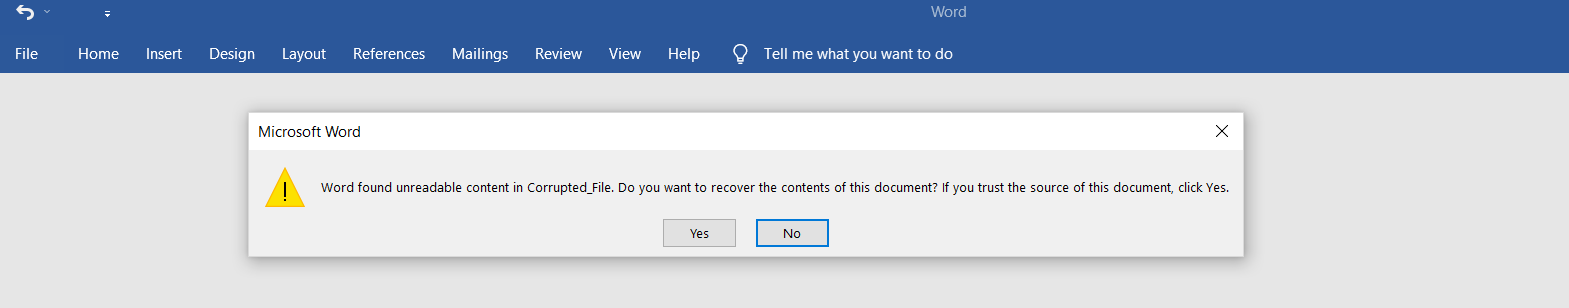 Word
File Home Insert Design Layout References Mailings Review View Help Tell me what you want to do
Microsoft Word
Word found unreadable content in Corrupted_File. Do you want to recover the contents of this document? If you trust the source of this document, click Yes.
Yes No